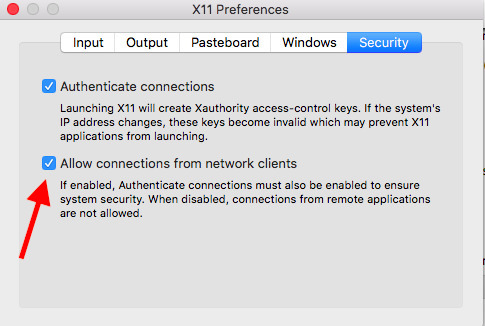 X11 Preferences
Input Output Pasteboard Windows Security
Authenticate connections
Launching X11 will create Xauthority access-control keys. If the system's
IP address changes, these keys become invalid which may prevent X11
applications from launching.
Allow connections from network clients
If enabled, Authenticate connections must also be enabled to ensure
system security. When disabled, connections from remote applications
are not allowed.